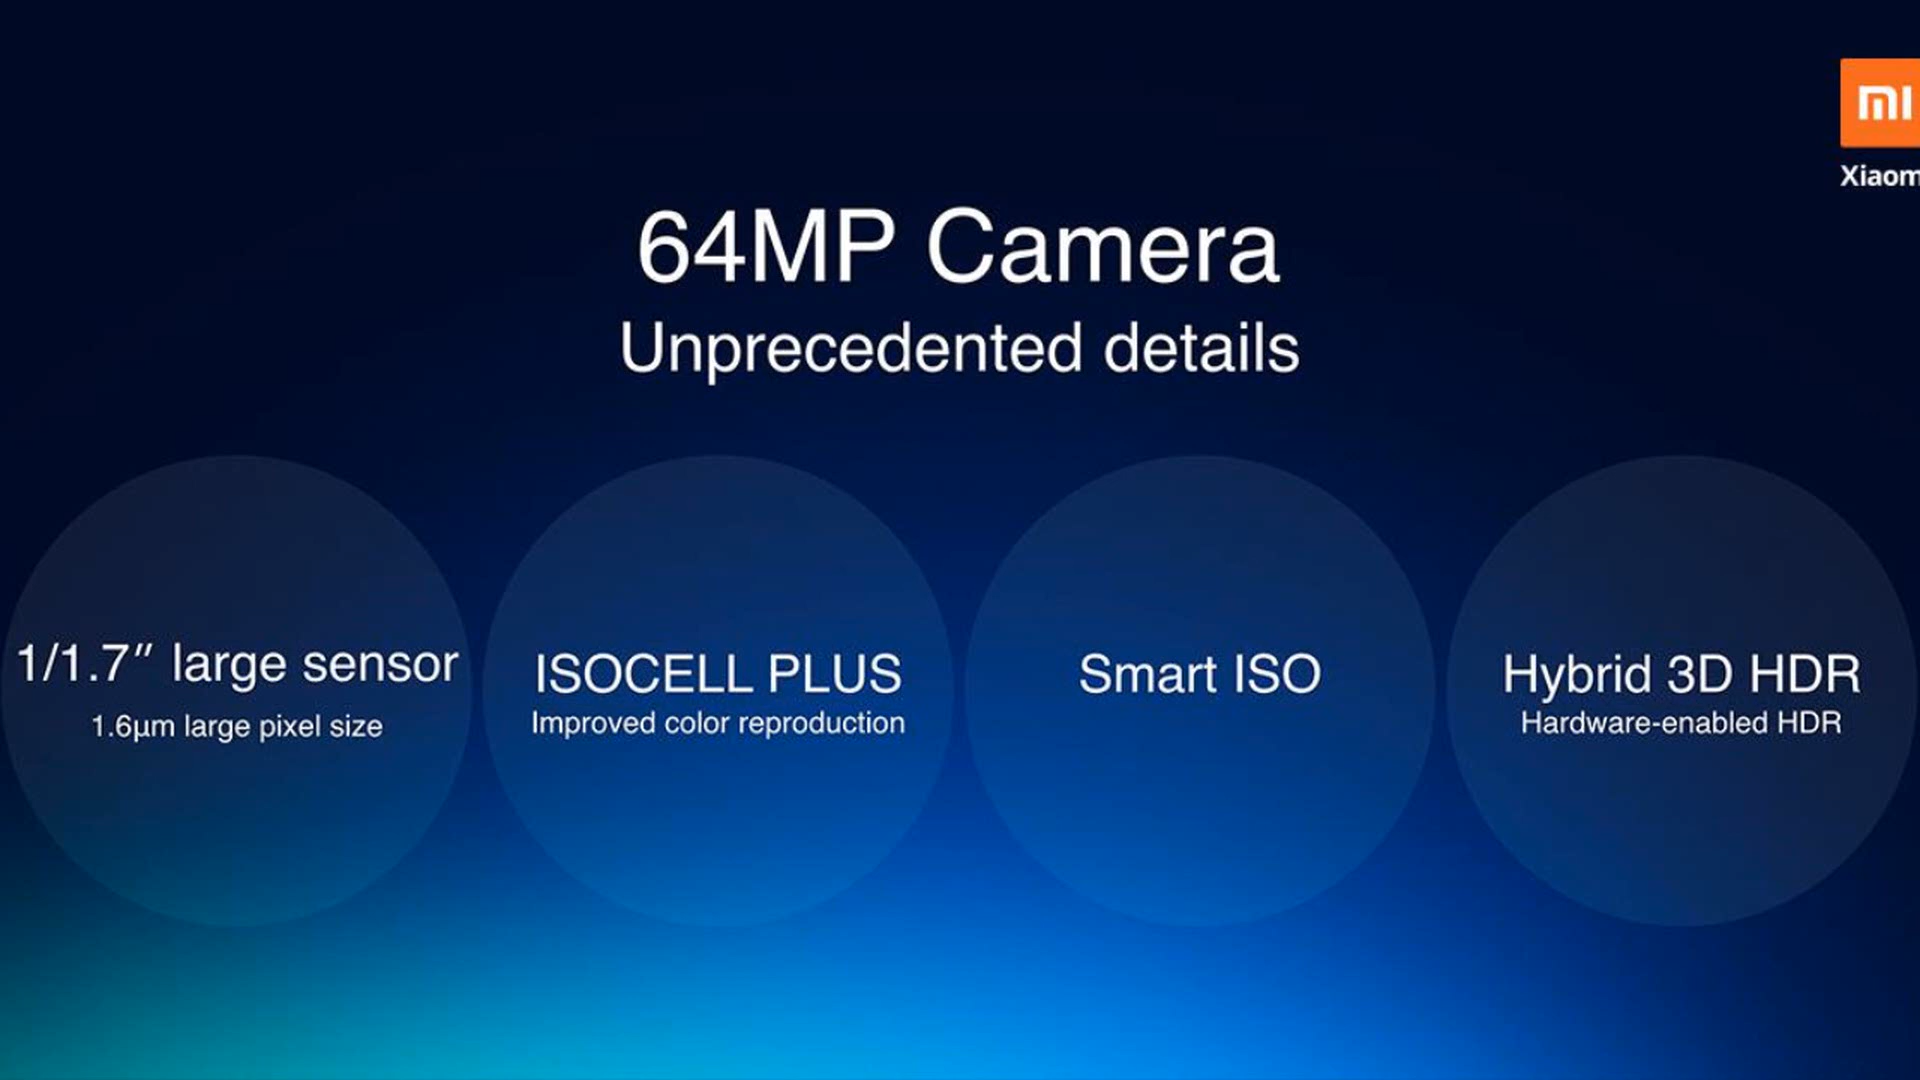 mi
Xiaom
64MP Camera
Unprecedented details
1/1.7″ large sensor
1.6μm large pixel size
ISOCELL PLUS
Improved color reproduction
Smart ISO
Hybrid 3D HDR
Hardware-enabled HDR